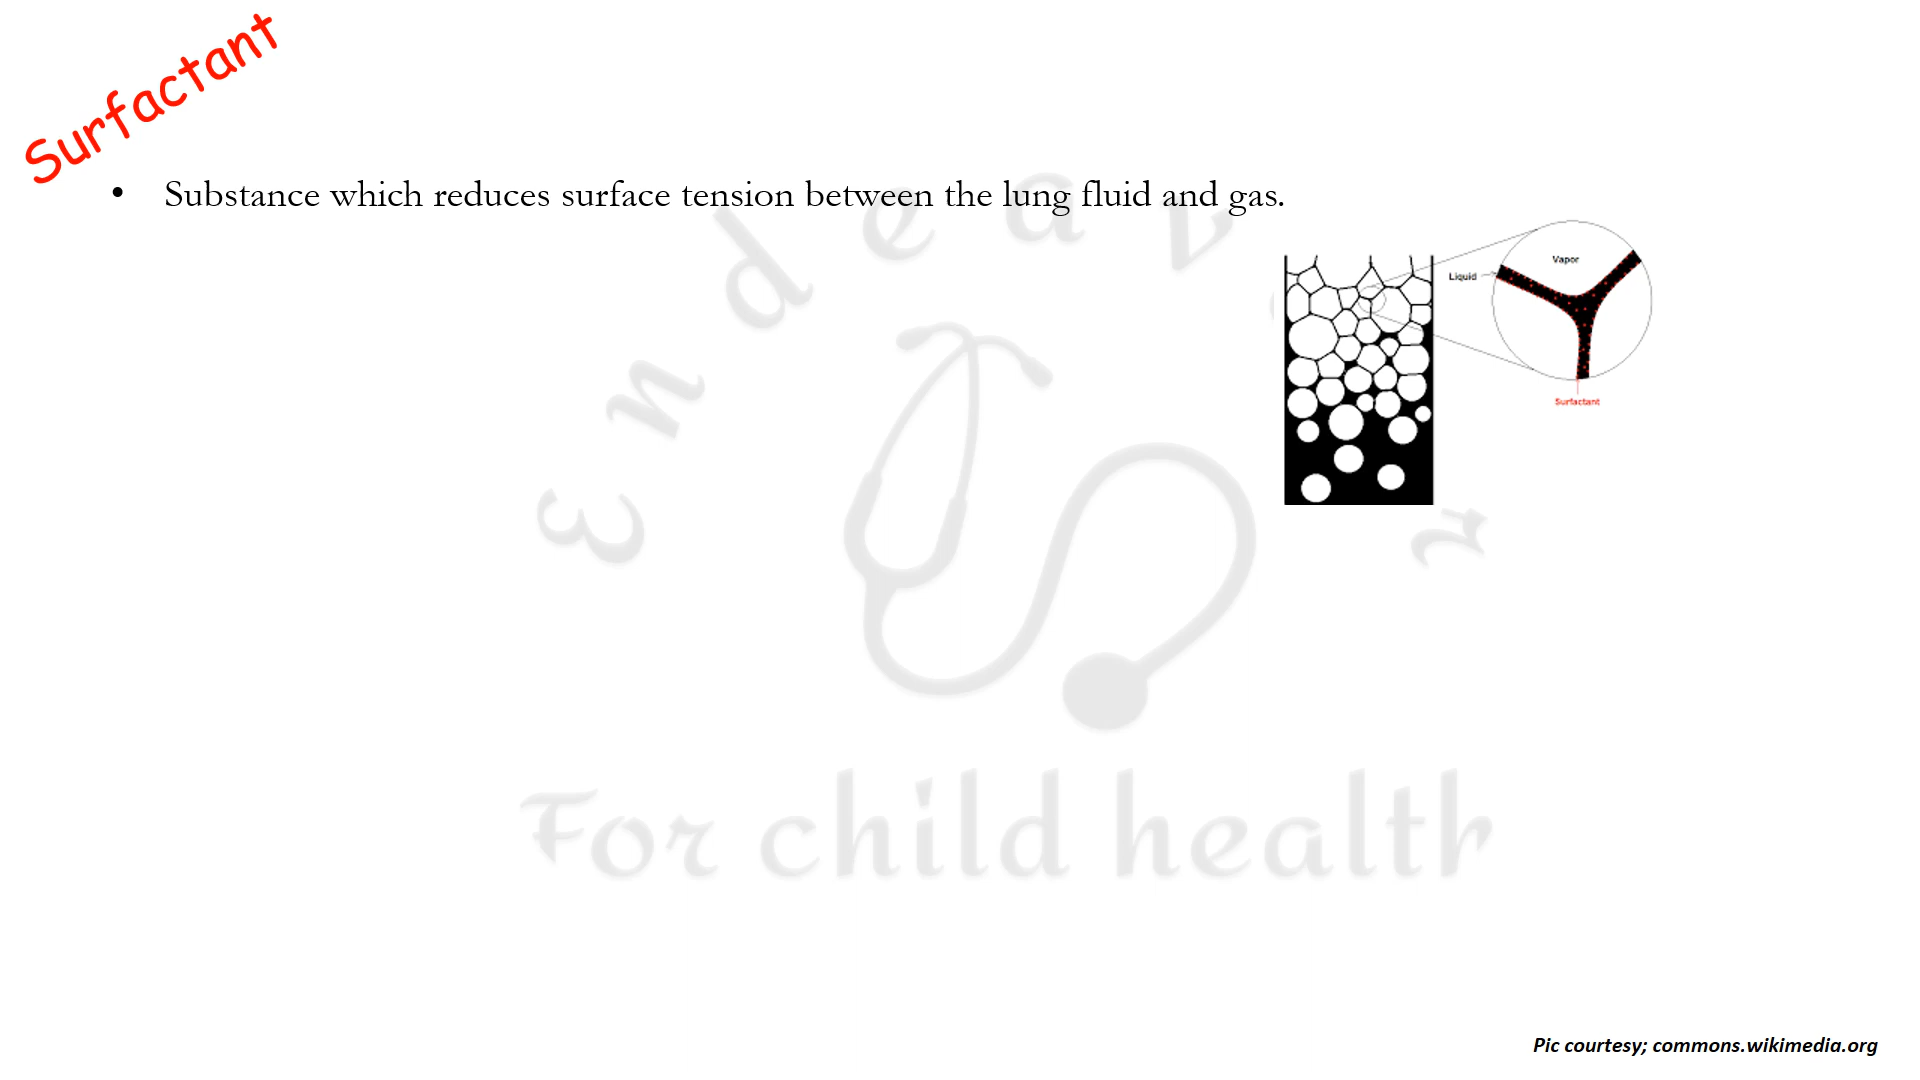 Surfactant
• Substance which reduces surface tension between the lung fluid and gas.
Vapor
Liquid
Surfactant
Endeav r
For child health
Pic courtesy; commons.wikimedia.org